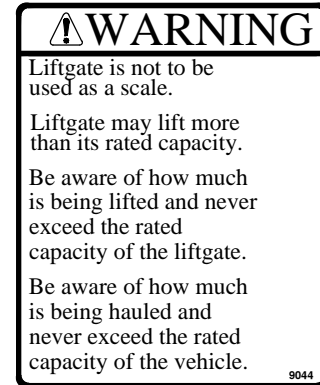 WARNING
Liftgate is not to be
used as a scale.
Liftgate may lift more
than its rated capacity.
Be aware of how much
is being lifted and never
exceed the rated
capacity of the liftgate.
Be aware of how much
is being hauled and
never exceed the rated
capacity of the vehicle.
9044